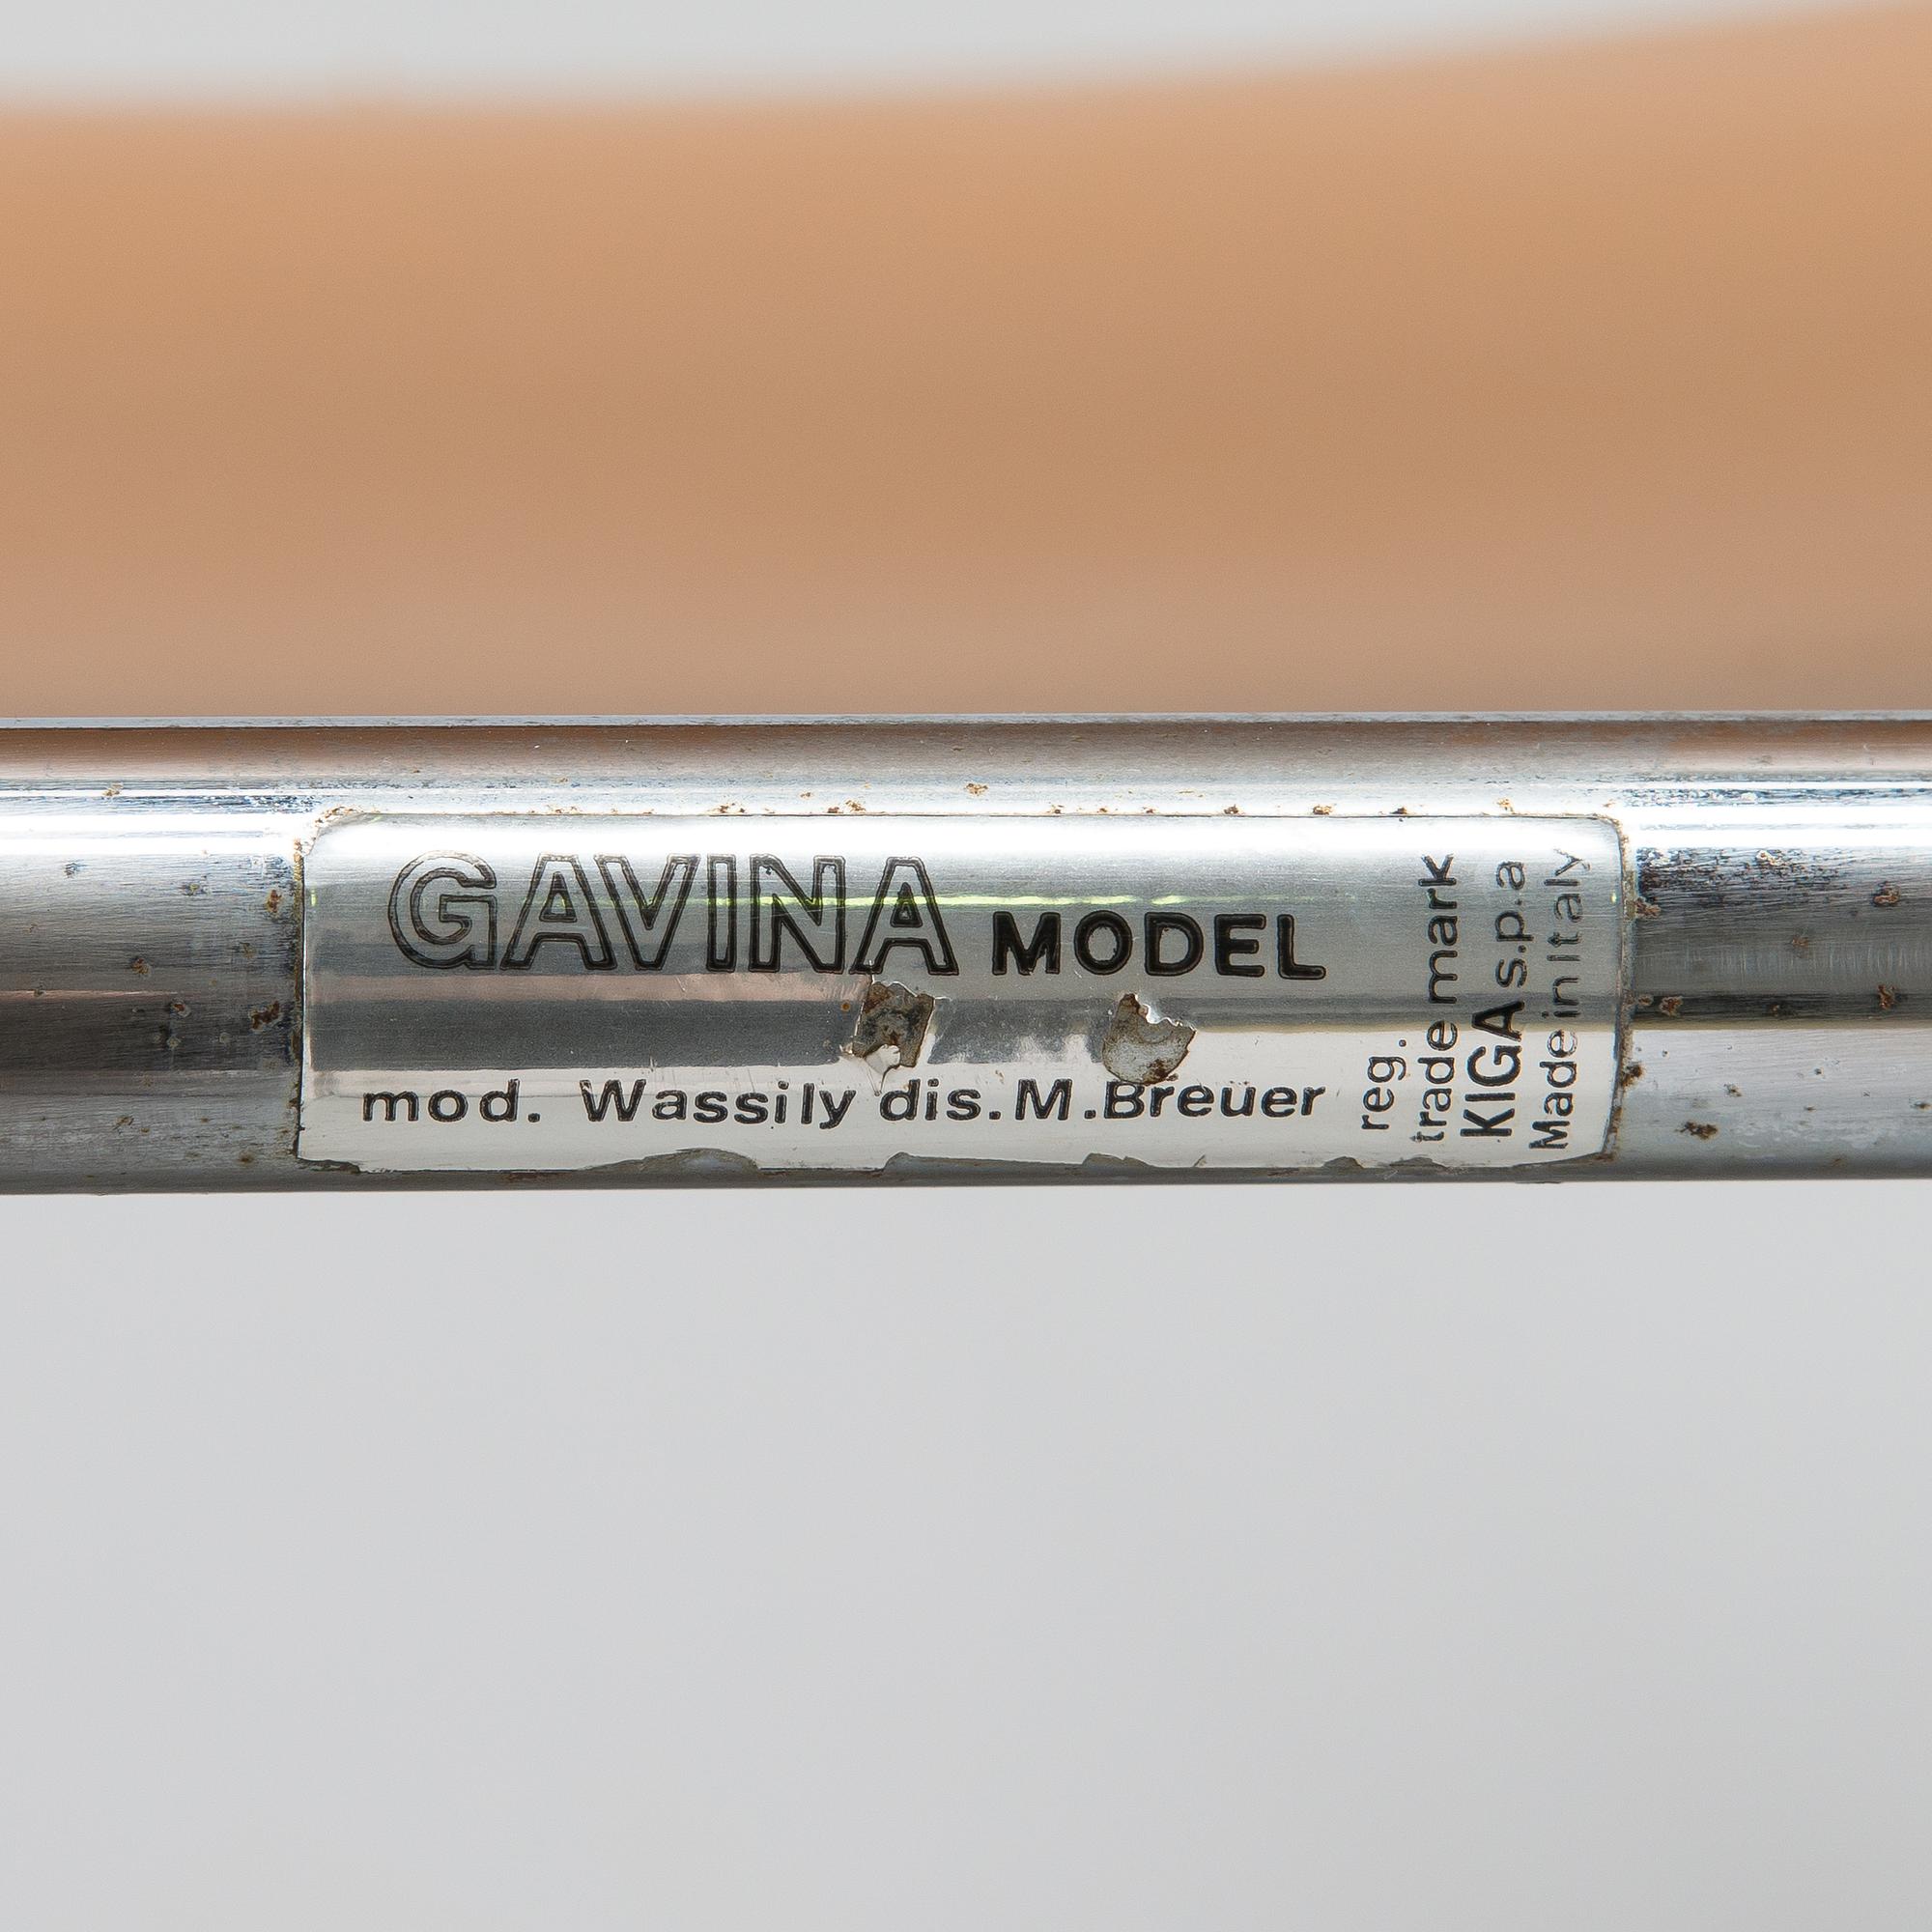 GAVINA MODEL
mod. Wassily dis.M.Breuer
reg.
trade mark
KIGA s.p.a
Made in Italy